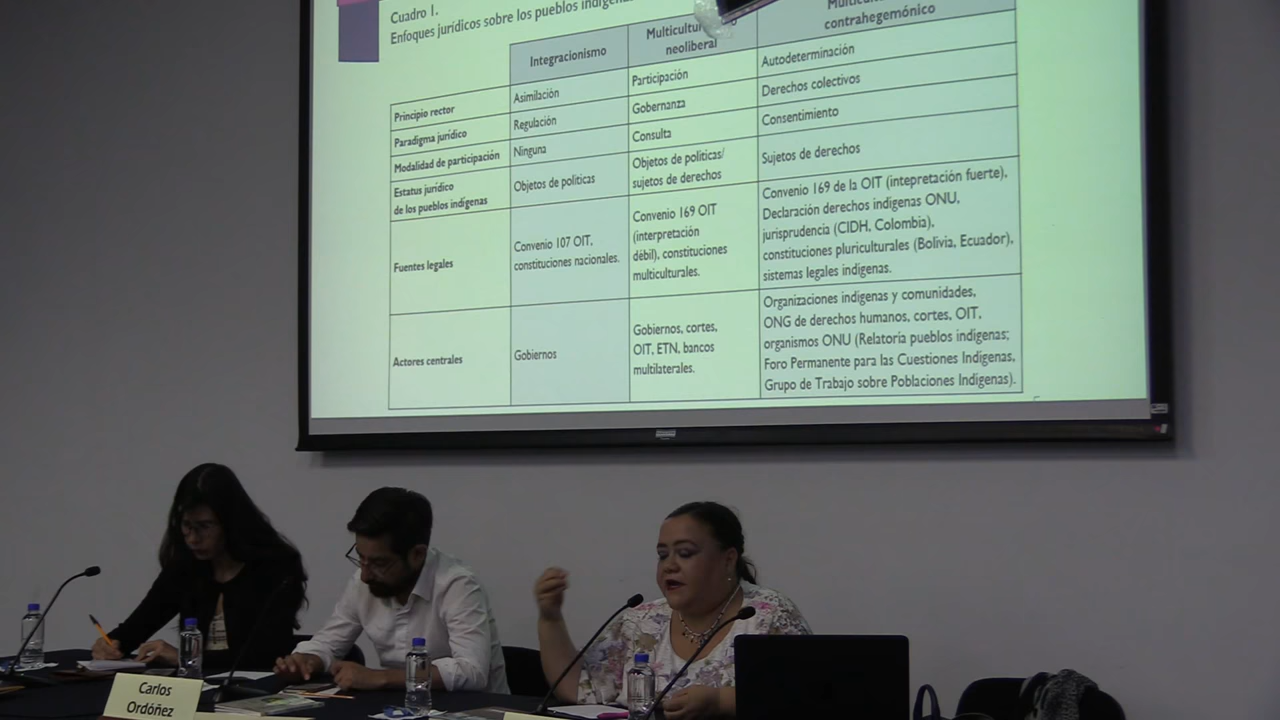 Cuadro 1.
Enfoques jurídicos sobre los pueblos
Integracionismo
neoliberal
contrahegemónico
Principio rector
Asimilación
Participación
Autodeterminación
Paradigma jurídico
Regulación
Gobernanza
Derechos colectivos
Modalidad de participación
Ninguna
Consulta
Consentimiento
Estatus jurídico
de los pueblos indígenas
Objetos de políticas
Objetos de políticas/
sujetos de derechos
Sujetos de derechos
Fuentes legales
Convenio 107 OIT,
constituciones nacionales.
Convenio 169 OIT
(interpretación
débil), constituciones
multiculturales.
Convenio 169 de la OIT (intepretación fuerte),
Declaración derechos indígenas ONU,
jurisprudencia (CIDH, Colombia),
constituciones pluriculturales (Bolivia, Ecuador),
sistemas legales indígenas.
Actores centrales
Gobiernos
Gobiernos, cortes,
OIT, ETN, bancos
multilaterales.
Organizaciones indígenas y comunidades,
ONG de derechos humanos, cortes, OIT,
organismos ONU (Relatoría pueblos indígenas;
Foro Permanente para las Cuestiones Indígenas,
Grupo de Trabajo sobre Poblaciones Indígenas).
Carlos
Ordóñez